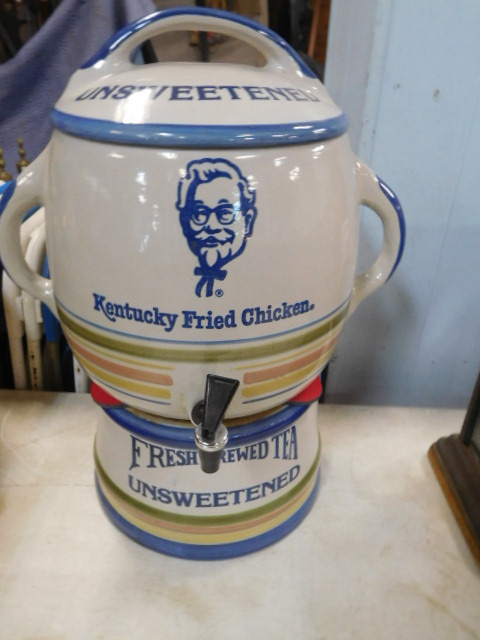 UNSWEETENED
®
Kentucky Fried Chicken®
FRESH BREWED TEA
UNSWEETENED